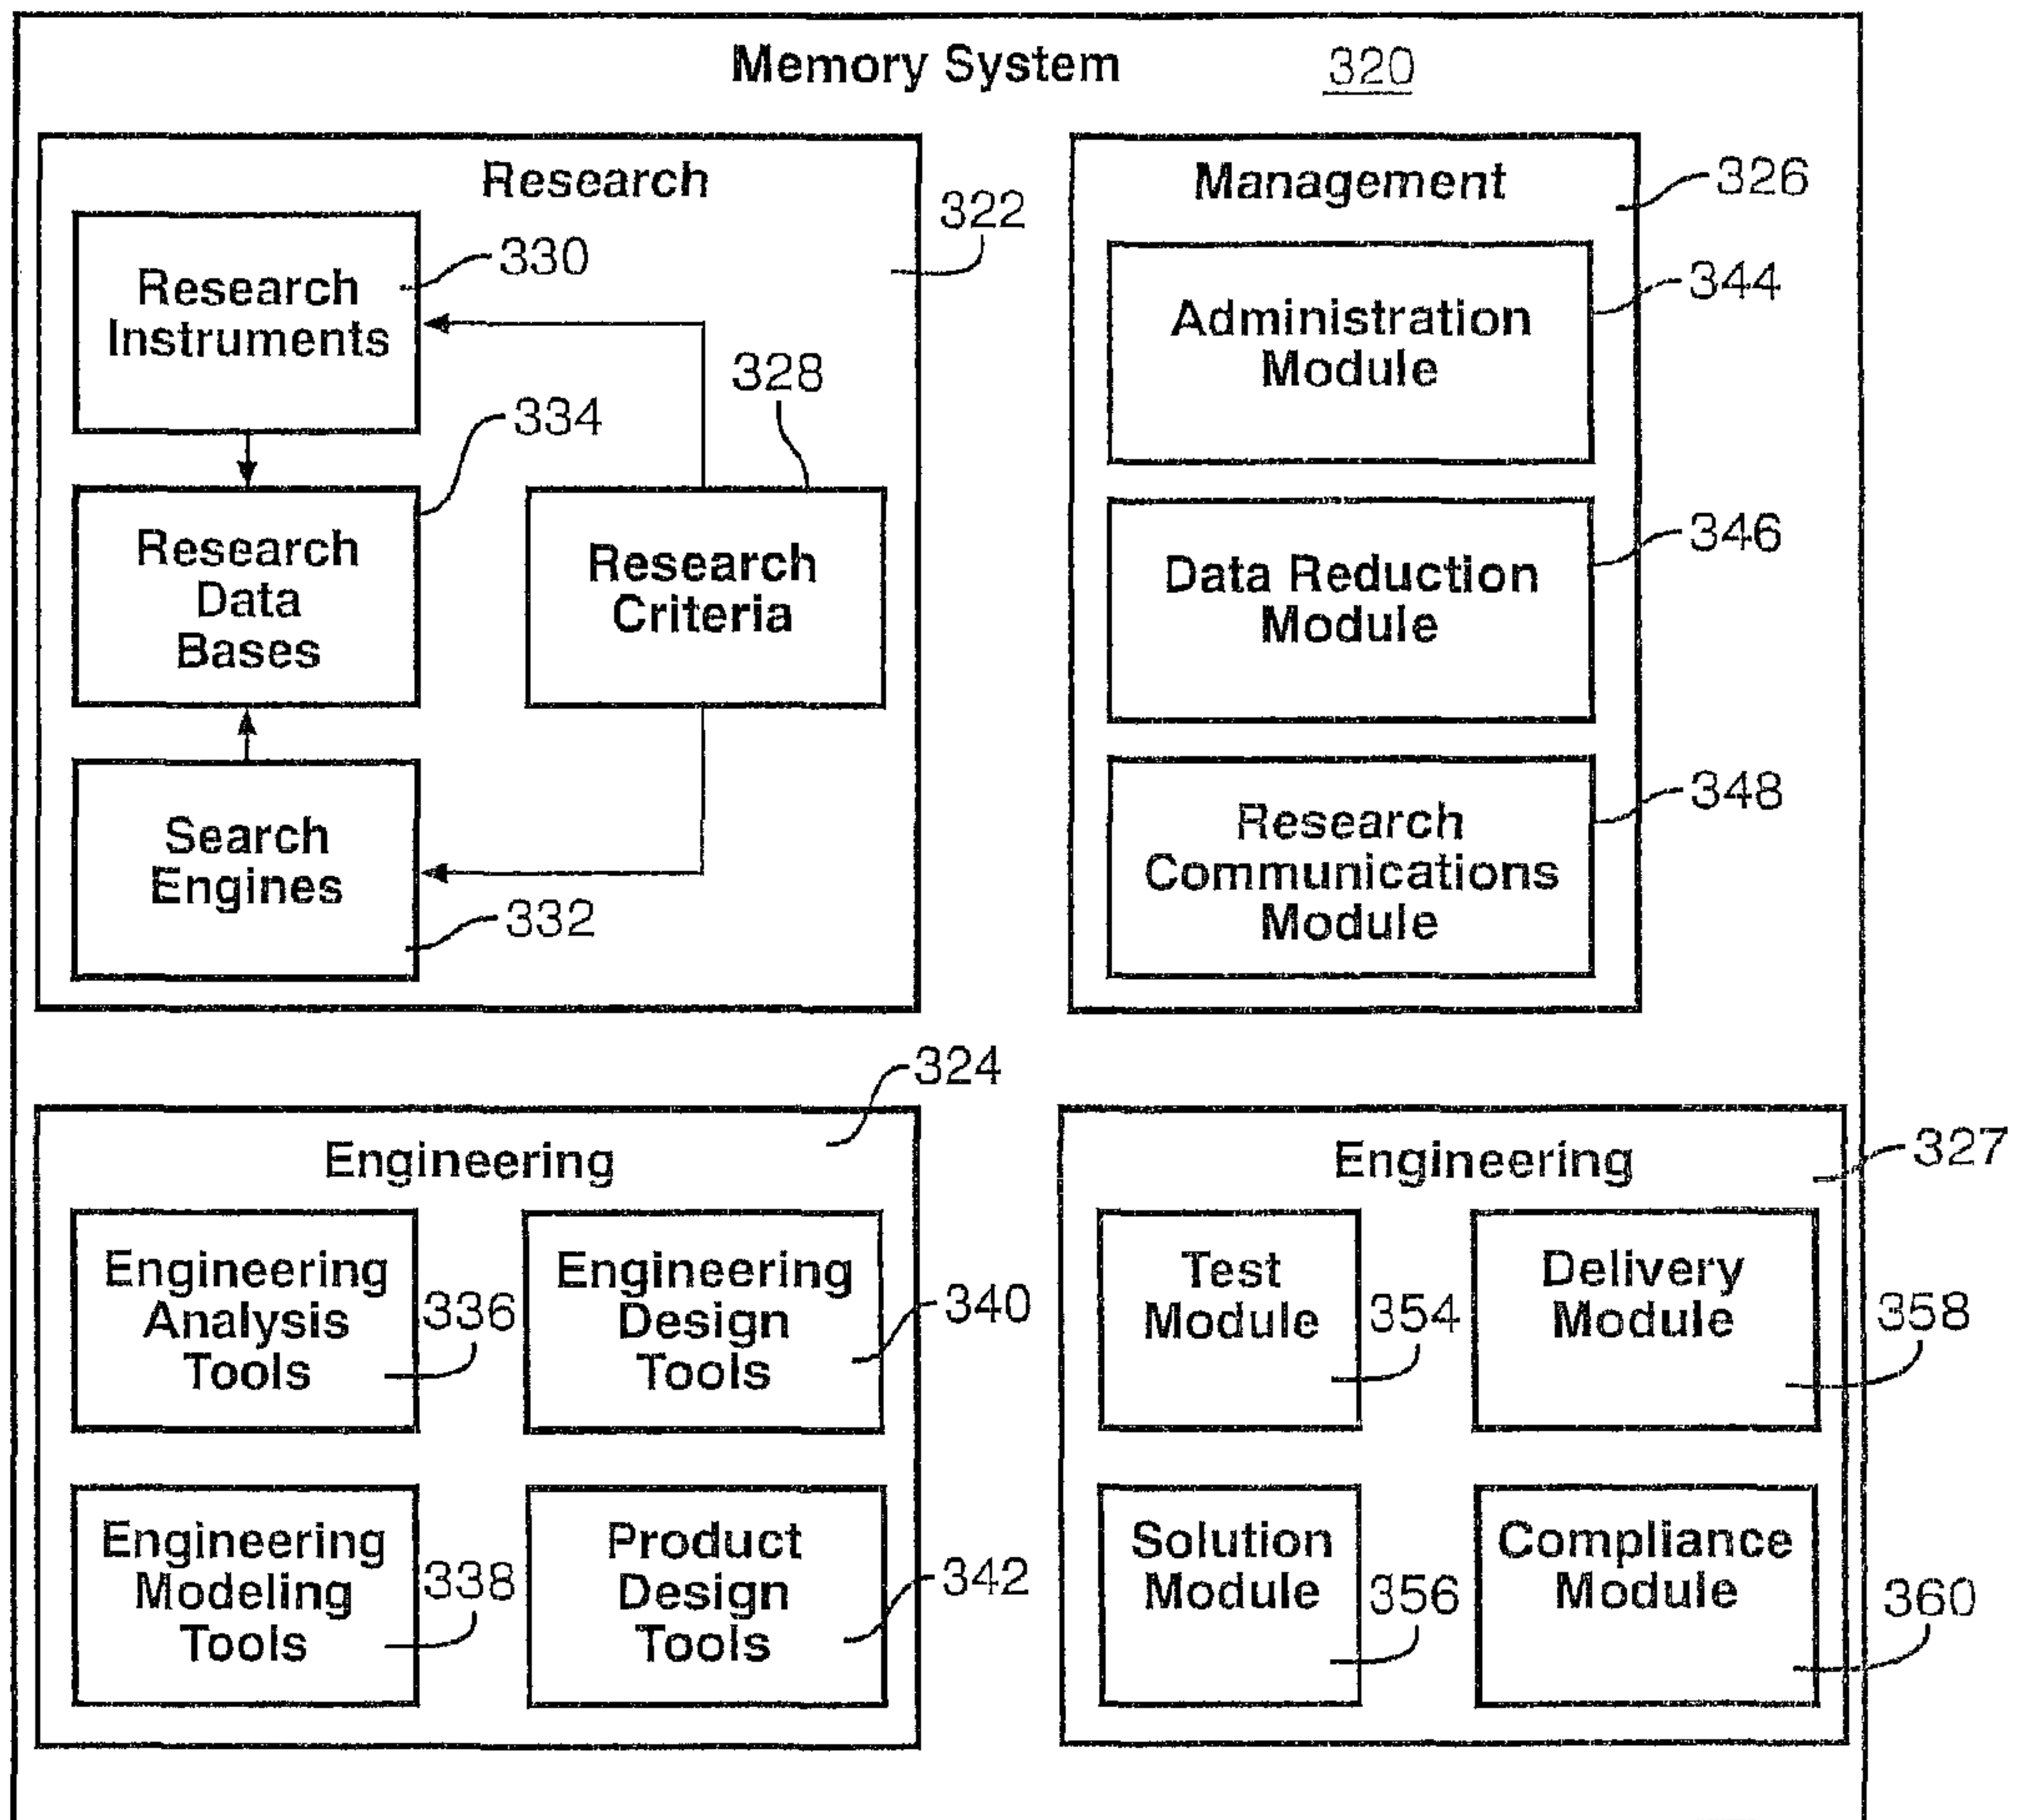 Memory System 320
Research
322
Research
Instruments
330
328
334
Research
Data
Bases
Research
Criteria
Search
Engines
332
Management
326
Administration
Module
344
Data Reduction
Module
346
Research
Communications
Module
348
324
Engineering
Engineering
Analysis
Tools
336
Engineering
Design
Tools
340
Engineering
Modeling
Tools
338
Product
Design
Tools
342
Engineering
327
Test
Module
354
Delivery
Module
358
Solution
Module
356
Compliance
Module
360